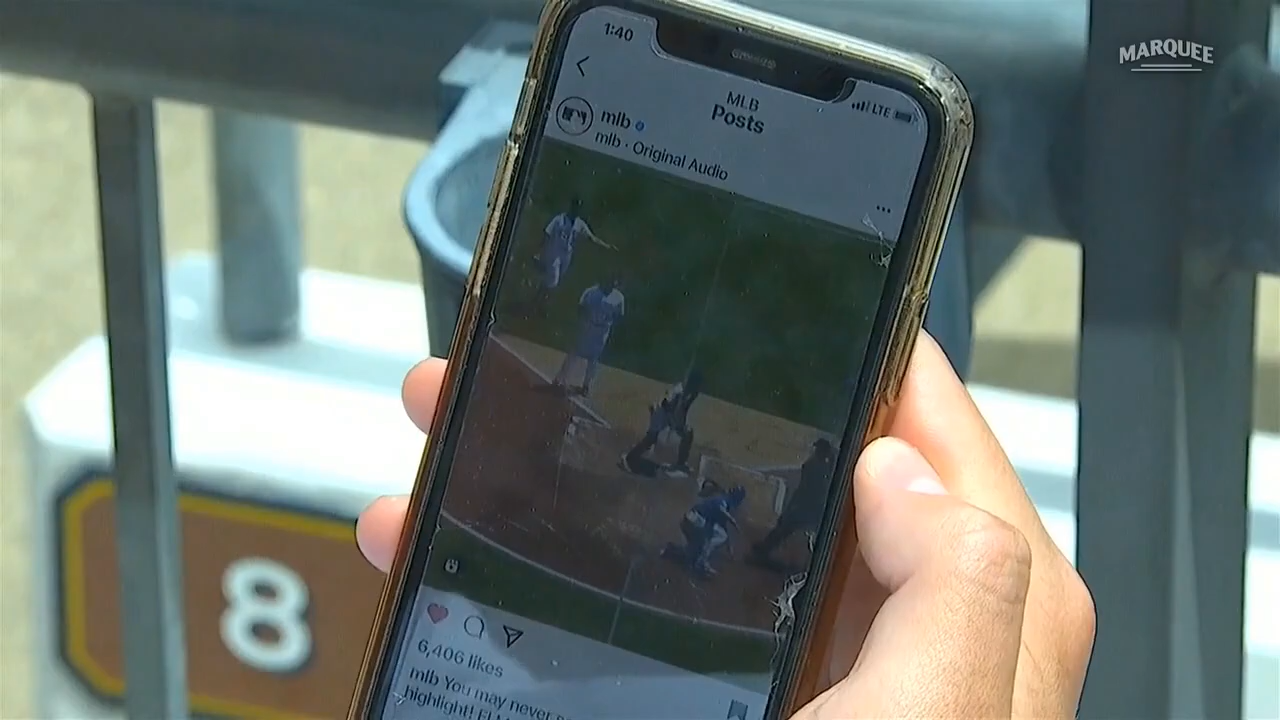 MARQUEE
1:40
LTE
MLB
Posts
mlb
mlb · Original Audio
8
6,406 likes
mlb You may never
highlight!